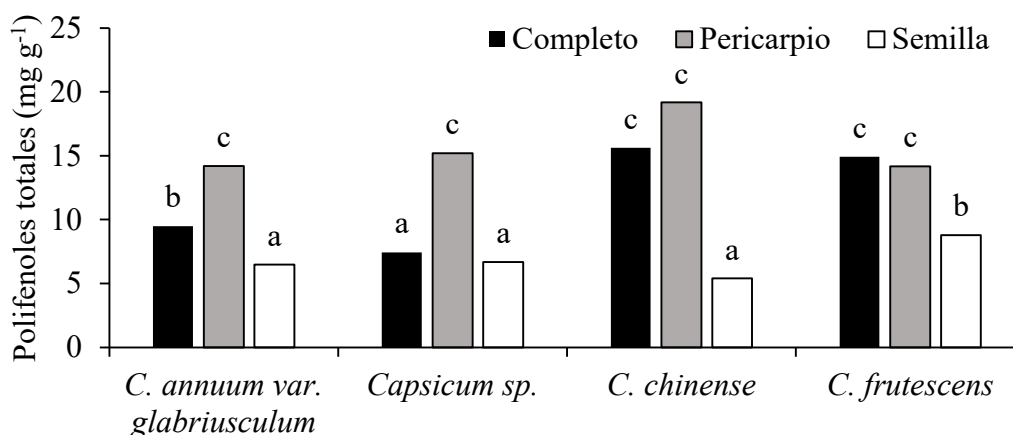 Polifenoles totales (mg g⁻¹)
25
20
15
10
5
0
Completo Pericarpio Semilla
b c a
a c a
c c a
c c b
C. annuum var.
glabriusculum
Capsicum sp.
C. chinense
C. frutescens